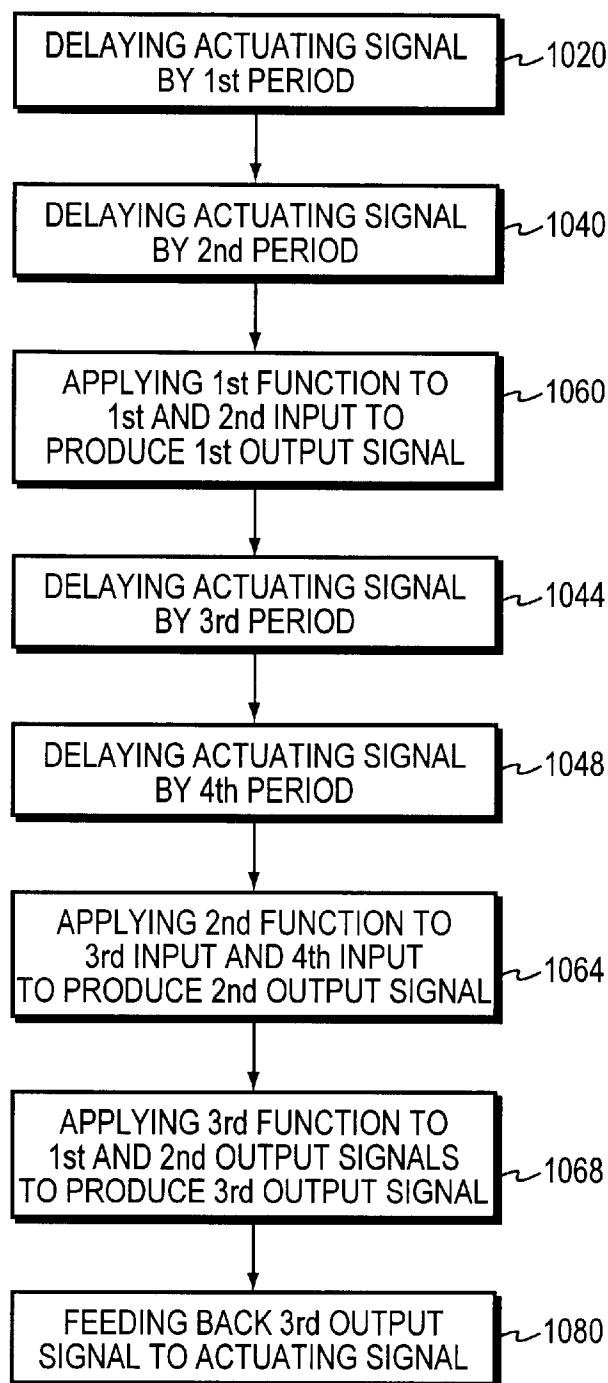 DELAYING ACTUATING SIGNAL
BY 1st PERIOD
1020
DELAYING ACTUATING SIGNAL
BY 2nd PERIOD
1040
APPLYING 1st FUNCTION TO
1st AND 2nd INPUT TO
PRODUCE 1st OUTPUT SIGNAL
1060
DELAYING ACTUATING SIGNAL
BY 3rd PERIOD
1044
DELAYING ACTUATING SIGNAL
BY 4th PERIOD
1048
APPLYING 2nd FUNCTION TO
3rd INPUT AND 4th INPUT
TO PRODUCE 2nd OUTPUT SIGNAL
1064
APPLYING 3rd FUNCTION TO
1st AND 2nd OUTPUT SIGNALS
TO PRODUCE 3rd OUTPUT SIGNAL
1068
FEEDING BACK 3rd OUTPUT
SIGNAL TO ACTUATING SIGNAL
1080